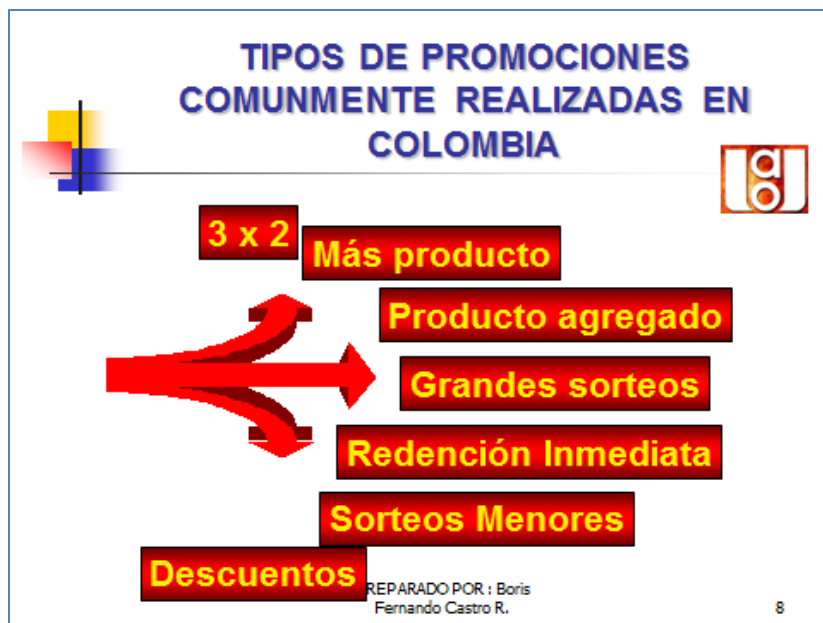 TIPOS DE PROMOCIONES
COMUNMENTE REALIZADAS EN
COLOMBIA
3 x 2
Más producto
Producto agregado
Grandes sorteos
Redención Inmediata
Sorteos Menores
Descuentos
REPARADO POR : Boris
Fernando Castro R.
8